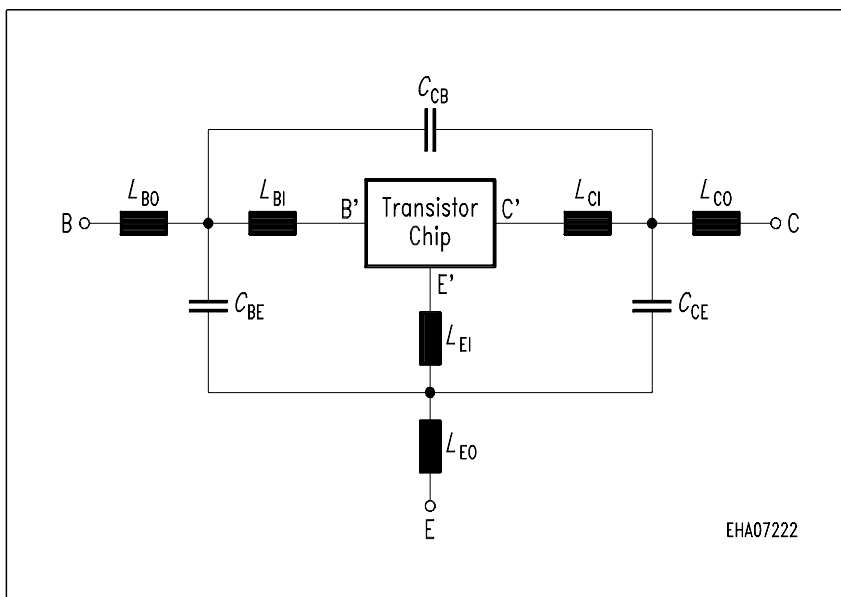 C_CB
L_BO
L_BI
L_CI
L_CO
B
B'
Transistor
Chip
C'
C
E'
C_BE
C_CE
L_EI
L_EO
E
EHA07222